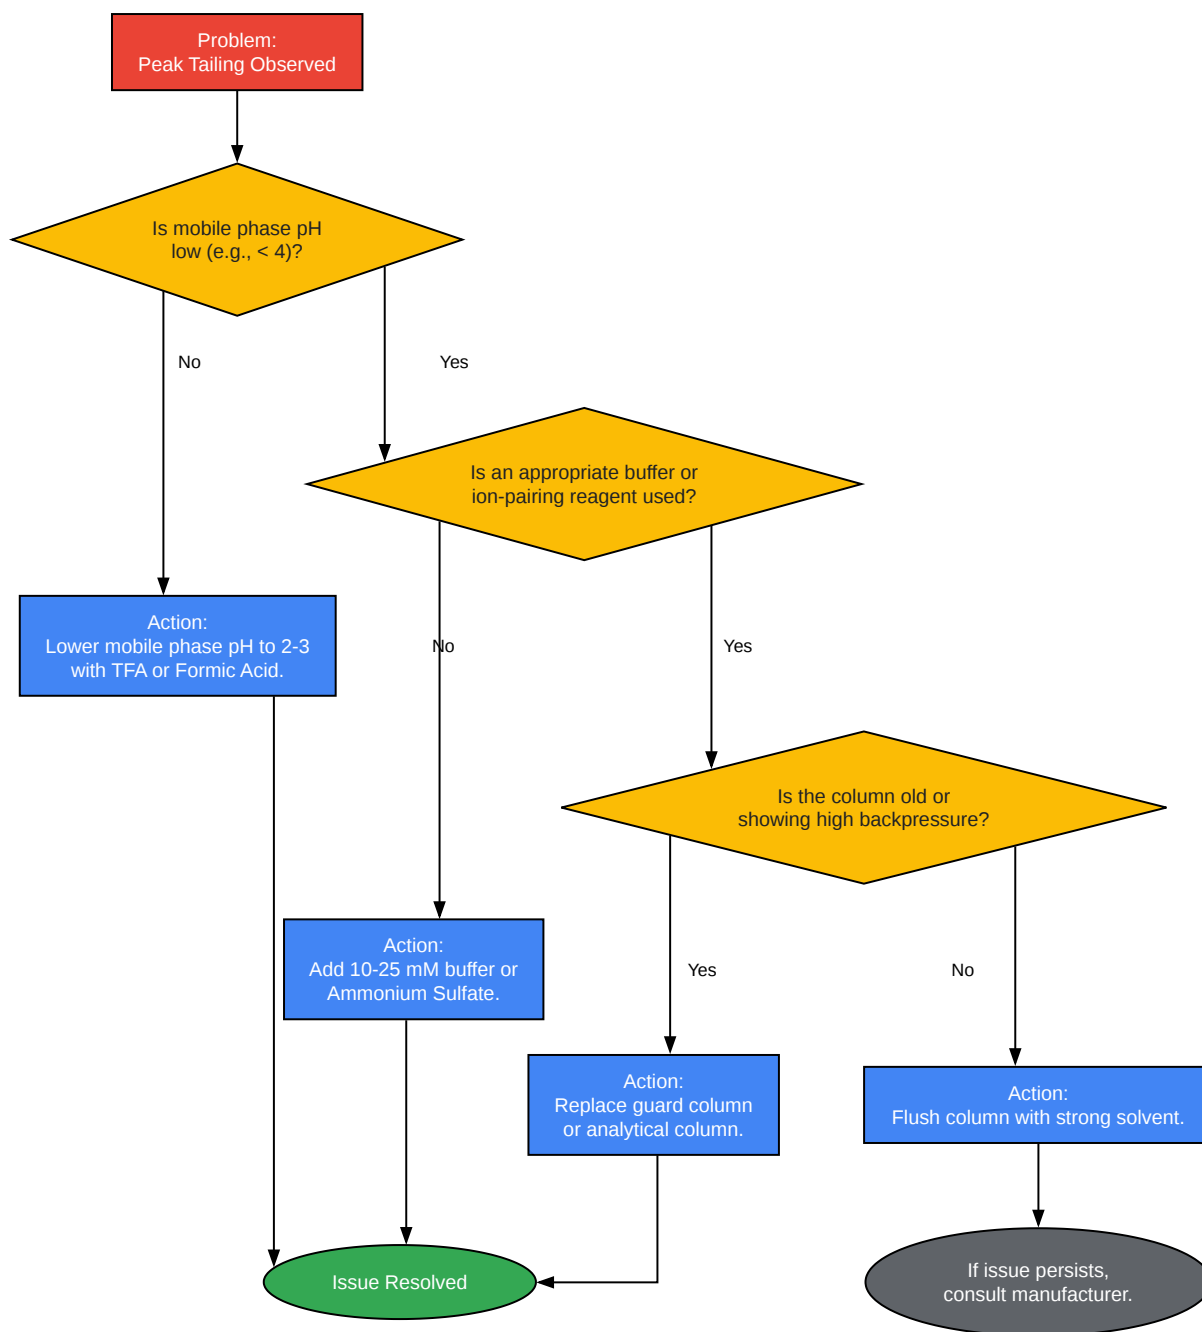 Problem:
Peak Tailing Observed
Is mobile phase pH
low (e.g., < 4)?
No
Yes
Is an appropriate buffer or
ion-pairing reagent used?
Action:
Lower mobile phase pH to 2-3
with TFA or Formic Acid.
No
Yes
Is the column old or
showing high backpressure?
Action:
Add 10-25 mM buffer or
Ammonium Sulfate.
Yes
No
Action:
Replace guard column
or analytical column.
Action:
Flush column with strong solvent.
Issue Resolved
If issue persists,
consult manufacturer.